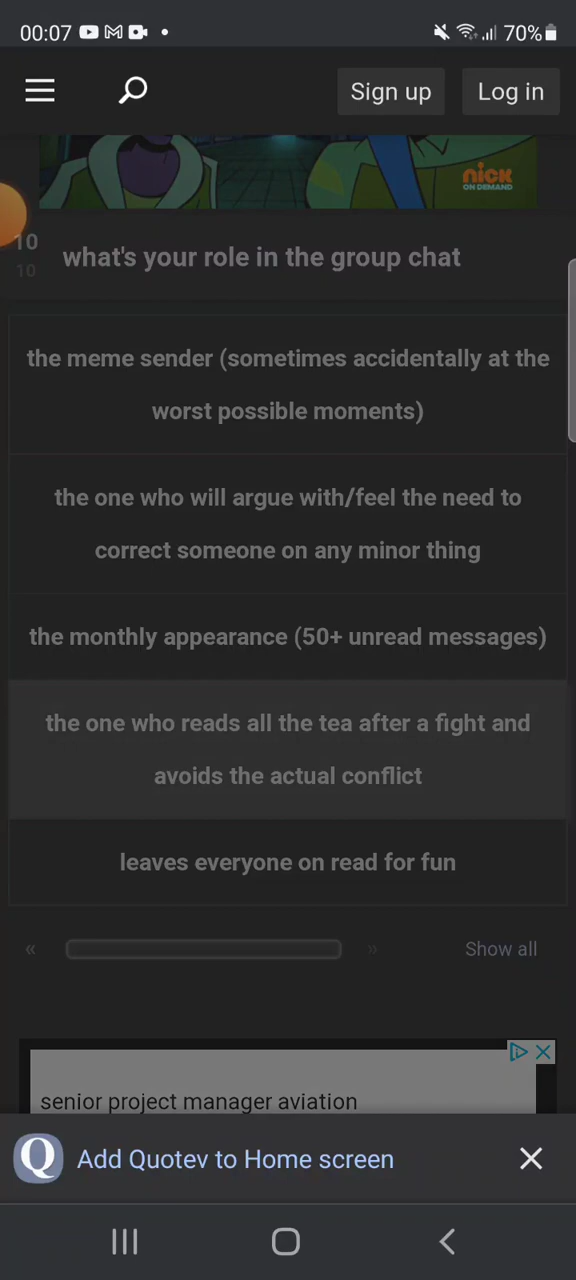 00:07 70%
Sign up Log in
nick
ON DEMAND
10
10
what's your role in the group chat
the meme sender (sometimes accidentally at the
worst possible moments)
the one who will argue with/feel the need to
correct someone on any minor thing
the monthly appearance (50+ unread messages)
the one who reads all the tea after a fight and
avoids the actual conflict
leaves everyone on read for fun
« » Show all
senior project manager aviation
Q Add Quotev to Home screen